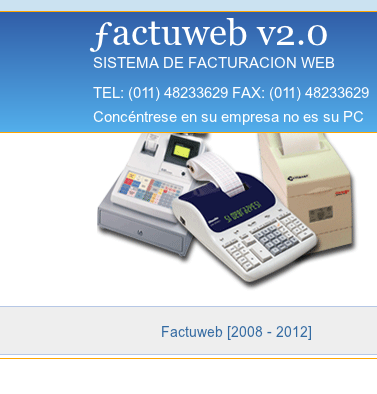 factuweb v2.0
SISTEMA DE FACTURACION WEB
TEL: (011) 48233629 FAX: (011) 48233629
Concéntrese en su empresa no es su PC
Factuweb [2008 - 2012]